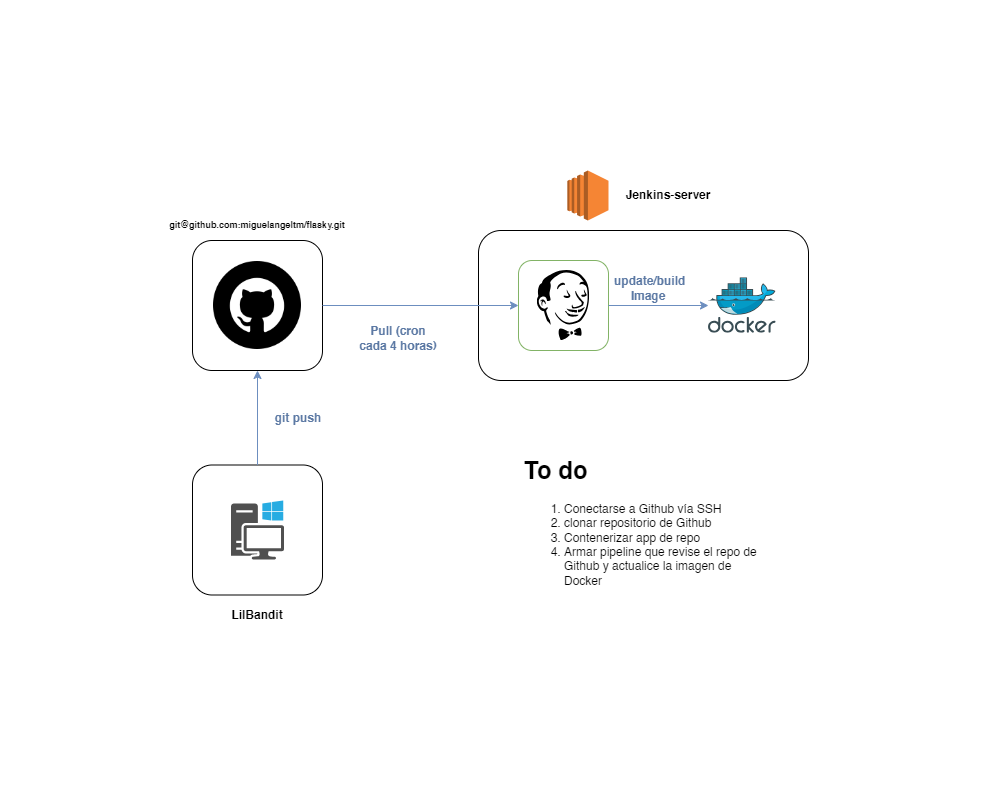 Jenkins-server
git@github.com:miguelangeltm/flasky.git
update/build
Image
docker
Pull (cron
cada 4 horas)
git push
To do
1. Conectarse a Github vía SSH
2. clonar repositorio de Github
3. Contenerizar app de repo
4. Armar pipeline que revise el repo de
Github y actualice la imagen de
Docker
LilBandit